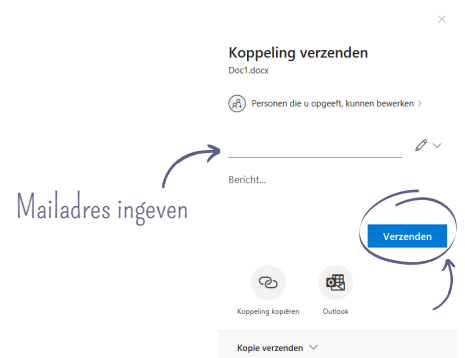 Koppeling verzenden
Doc1.docx
Personen die u opgeeft, kunnen bewerken >
Bericht...
Mailadres ingeven
Verzenden
Koppeling kopiëren
Outlook
Kopie verzenden